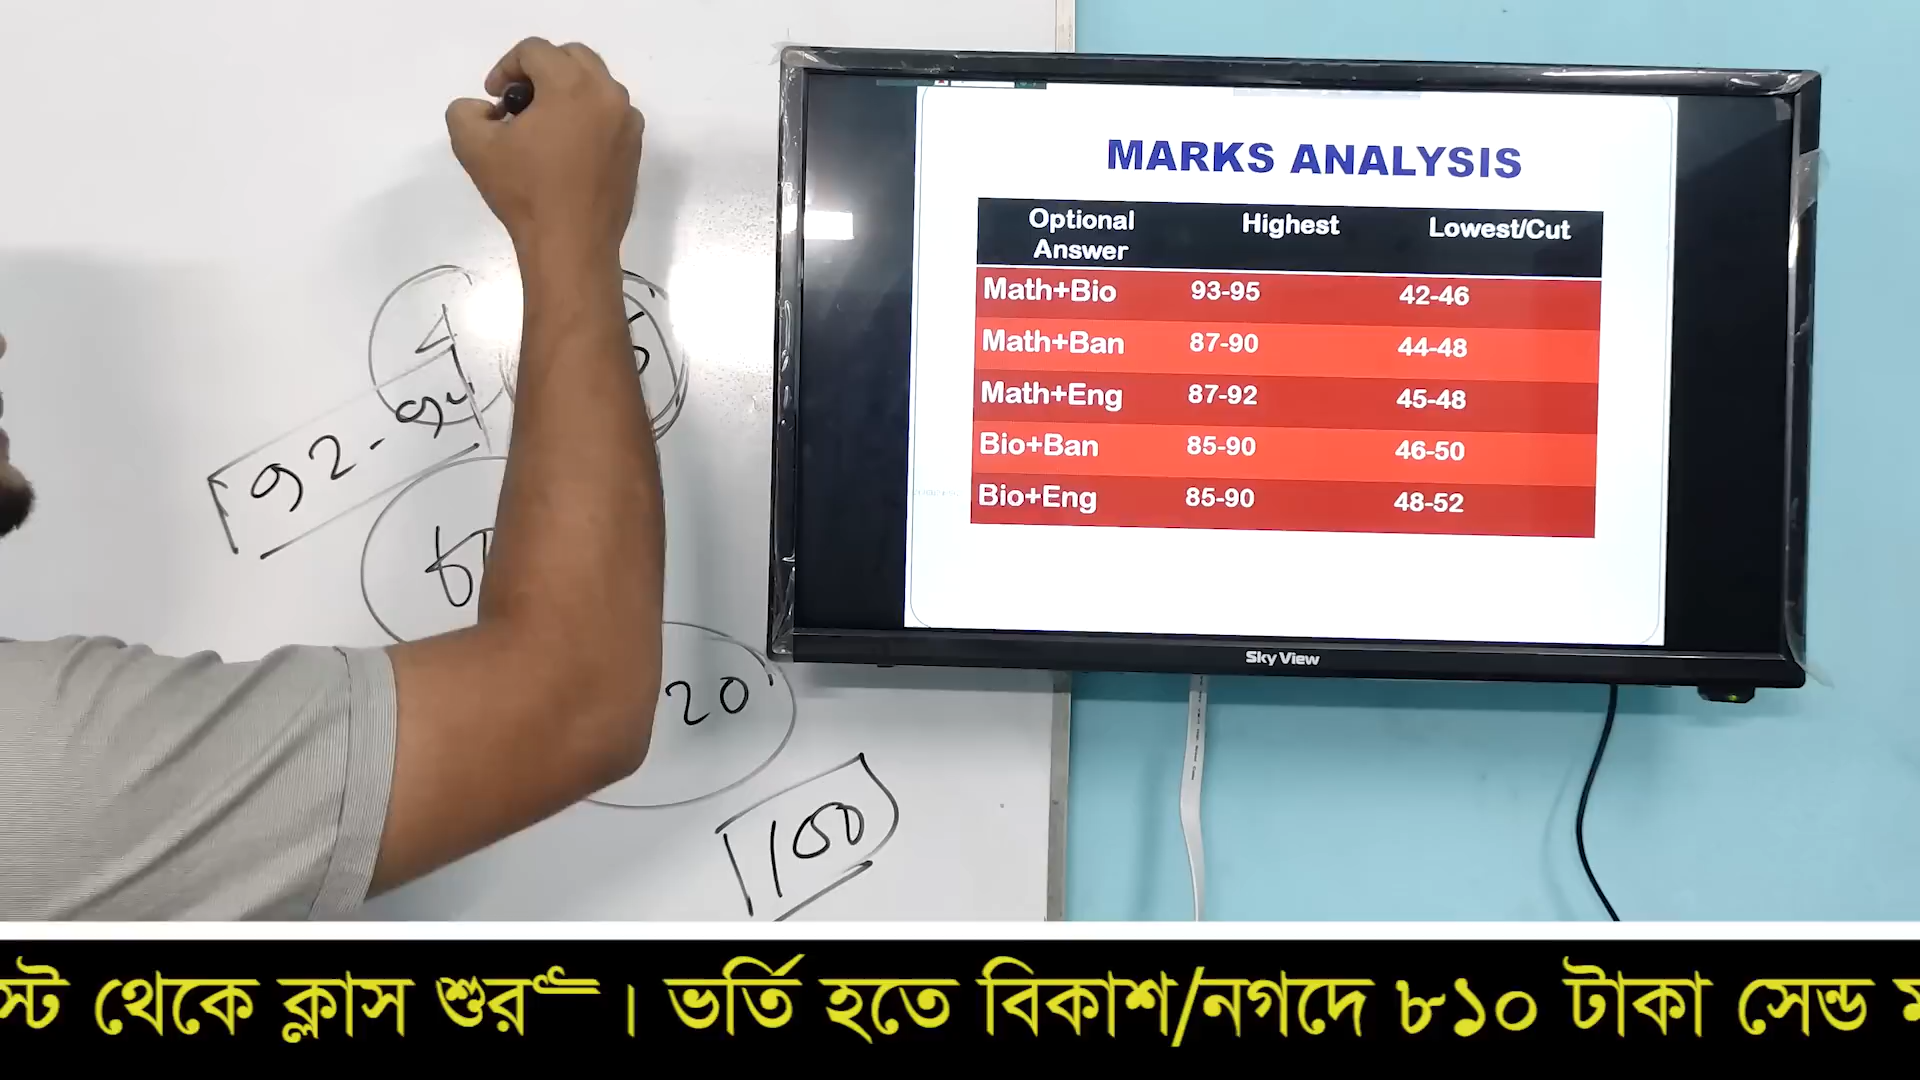 MARKS ANALYSIS
Optional Answer Highest Lowest/Cut
Math+Bio 93-95 42-46
Math+Ban 87-90 44-48
Math+Eng 87-92 45-48
Bio+Ban 85-90 46-50
Bio+Eng 85-90 48-52
Sky View
92-
20
100
থেকে ক্লাস শুরু । ভর্তি হতে বিকাশ/নগদে ৮১০ টাকা সেন্ড